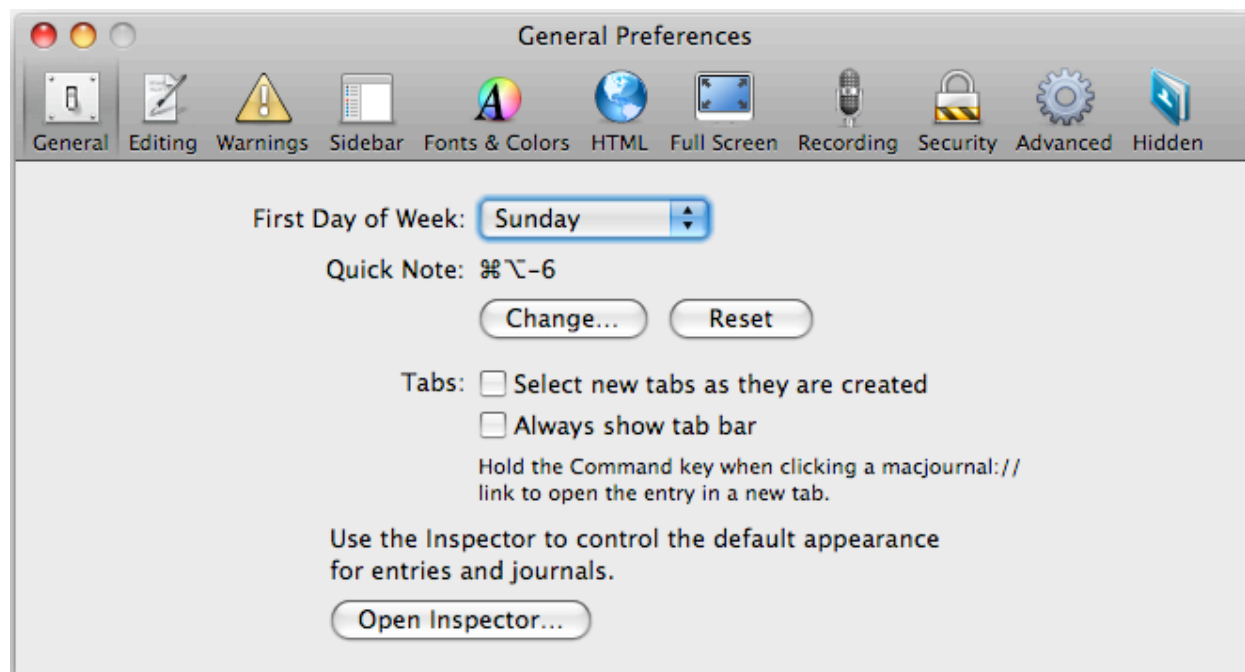 General Preferences
General Editing Warnings Sidebar Fonts & Colors HTML Full Screen Recording Security Advanced Hidden
First Day of Week: Sunday
Quick Note: ⌘⌥-6
Change... Reset
Tabs: Select new tabs as they are created
Always show tab bar
Hold the Command key when clicking a macjournal://
link to open the entry in a new tab.
Use the Inspector to control the default appearance
for entries and journals.
Open Inspector...